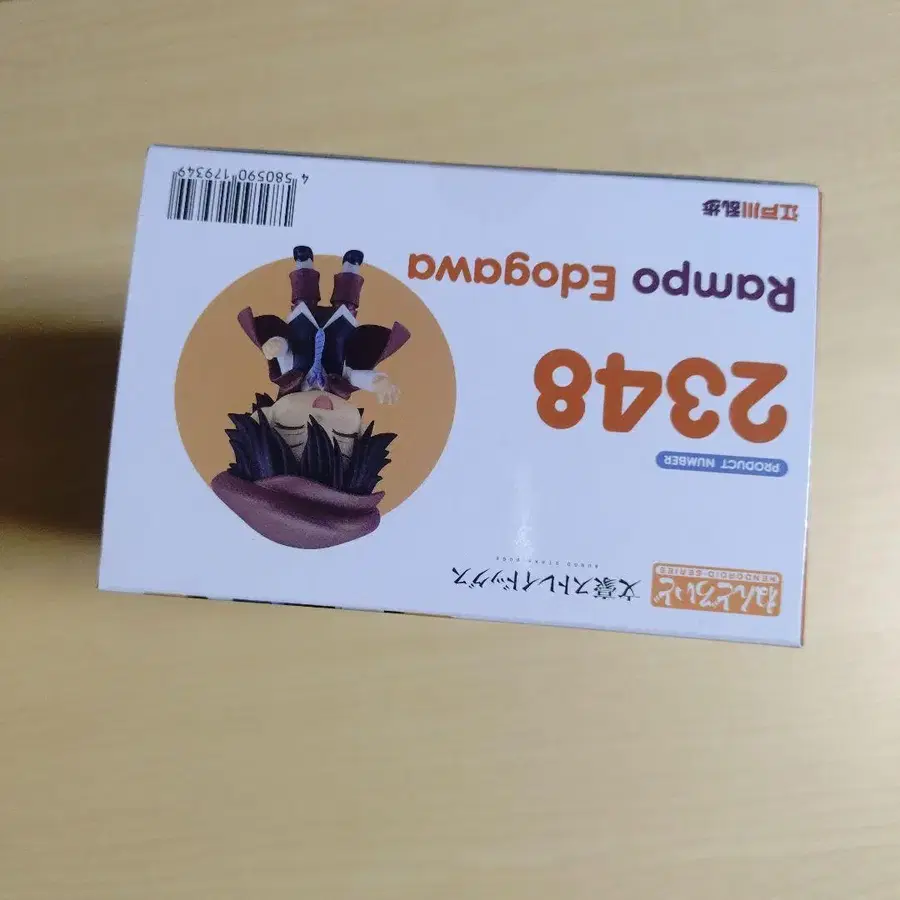 ねんどろいど
NENDOROID SERIES
文豪ストレイドッグス
BUNGO STRAY DOGS
PRODUCT NUMBER
2348
Rampo Edogawa
江戸川乱歩
4 580590 179349